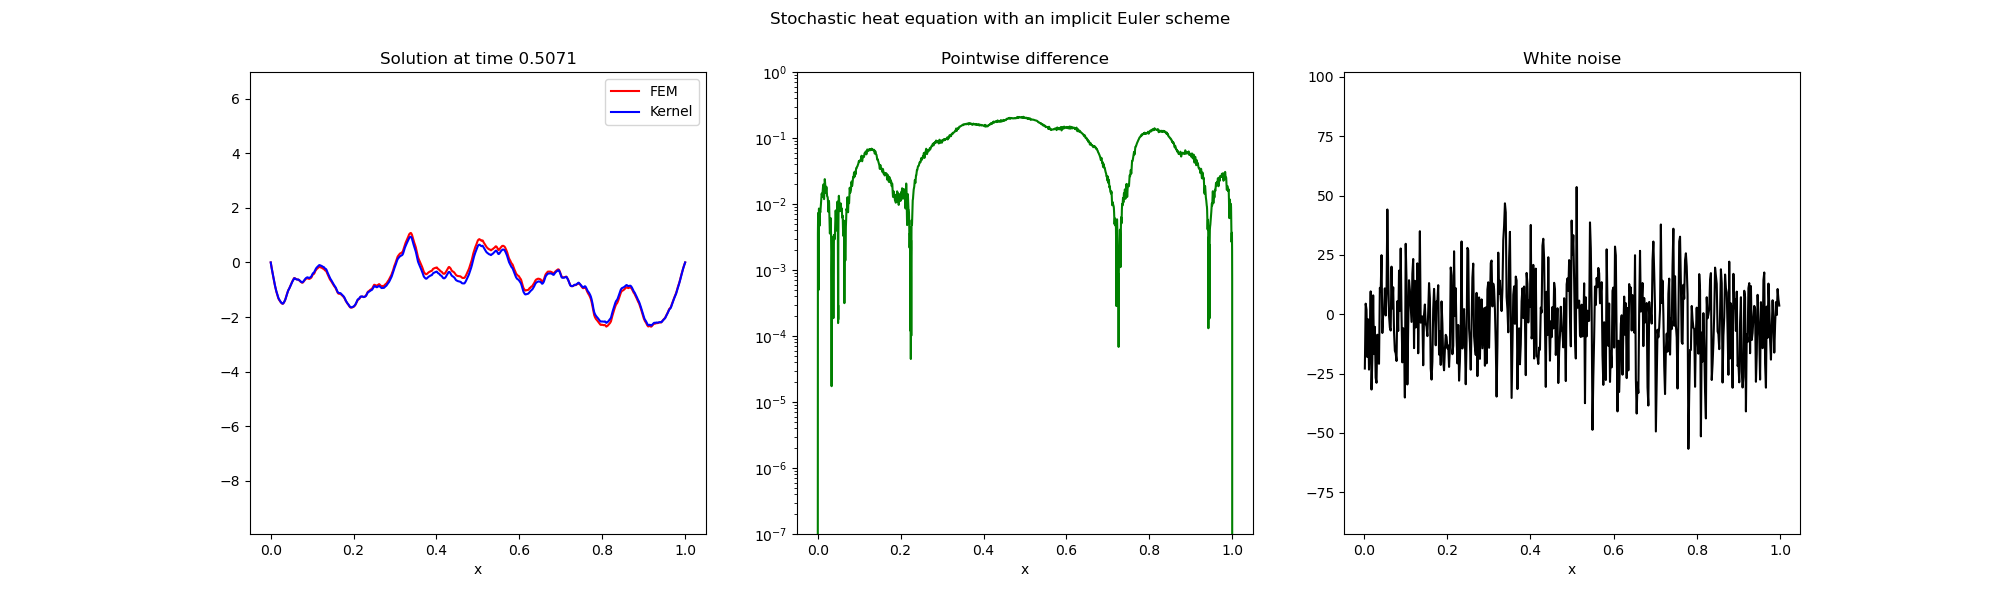 Stochastic heat equation with an implicit Euler scheme
Solution at time 0.5071
6
4
2
0
−2
−4
−6
−8
0.0 0.2 0.4 0.6 0.8 1.0
x
FEM
Kernel
Pointwise difference
10⁰
10⁻¹
10⁻²
10⁻³
10⁻⁴
10⁻⁵
10⁻⁶
10⁻⁷
0.0 0.2 0.4 0.6 0.8 1.0
x
White noise
100
75
50
25
0
−25
−50
−75
0.0 0.2 0.4 0.6 0.8 1.0
x